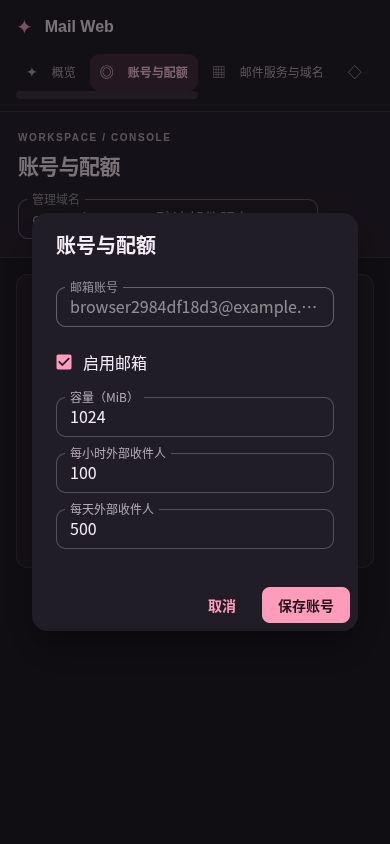 Mail Web
概览
账号与配额
邮件服务与域名
WORKSPACE / CONSOLE
账号与配额
管理域名
账号与配额
邮箱账号
browser2984df18d3@example.…
启用邮箱
容量（MiB）
1024
每小时外部收件人
100
每天外部收件人
500
取消
保存账号